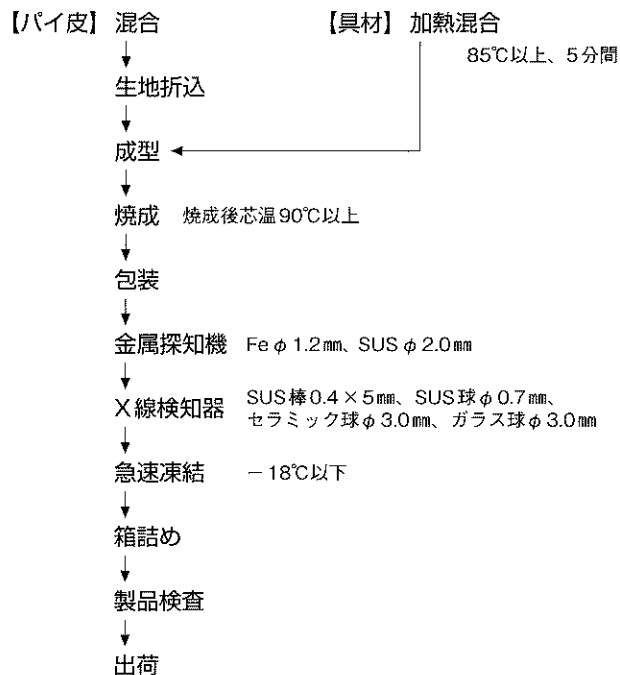 【パイ皮】 混合
【具材】 加熱混合
85℃以上、5分間
生地折込
成型
焼成 焼成後芯温90℃以上
包装
金属探知機 Feφ1.2㎜、SUSφ2.0㎜
X線検知器 SUS棒0.4×5㎜、SUS球φ0.7㎜、
セラミック球φ3.0㎜、ガラス球φ3.0㎜
急速凍結 －18℃以下
箱詰め
製品検査
出荷